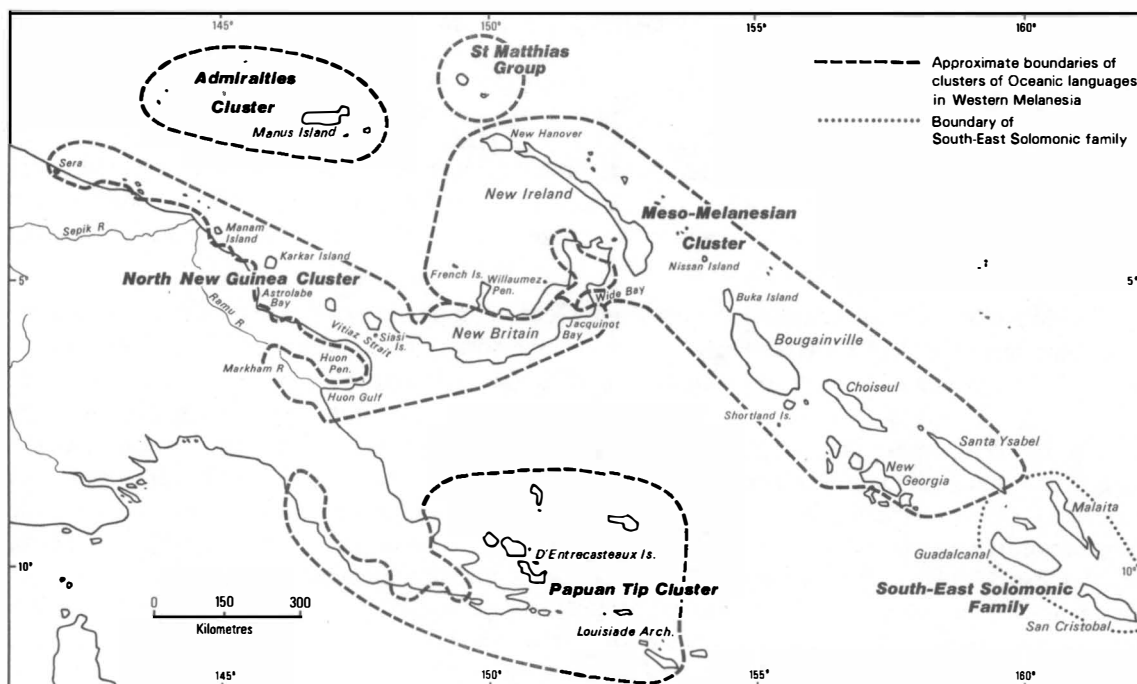 145°
150°
155°
160°
St Matthias
Group
Admiralties
Cluster
Manus Island
Approximate boundaries of
clusters of Oceanic languages
in Western Melanesia
Boundary of
South-East Solomonic family
New Hanover
Sera
New Ireland
Meso-Melanesian
Cluster
Sepik R
Manam
Island
Karkar Island
Nissan Island
North New Guinea Cluster
French Is.
Willaumez
Pen.
5°
5°
Astrolabe
Bay
Wide Bay
Buka Island
Ramu R
Vitiaz Strait
Siasi
Is.
New Britain
Jacquinot
Bay
Bougainville
Markham R
Huon
Pen.
Huon Gulf
Choiseul
Shortland Is.
Santa Ysabel
New
Georgia
Malaita
D'Entrecasteaux Is.
Guadalcanal
10°
10°
Papuan Tip Cluster
South-East Solomonic
Family
0 150 300
Kilometres
Louisiade Arch.
San Cristobal
145°
150°
155°
160°